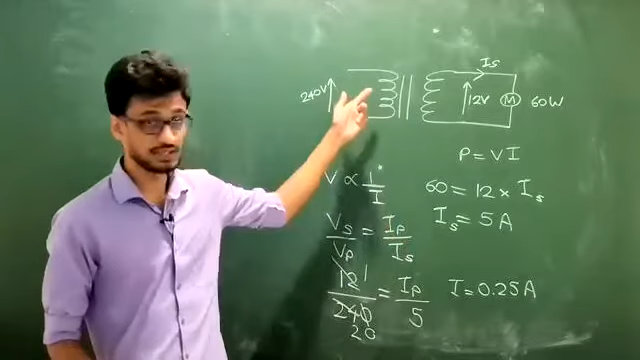 Is
240V
12V
M
60W
P = VI
V ∝ 1/I
60 = 12 × Is
Is = 5A
Vs/Vp = Ip/Is
12 1/240 20 = Ip/5
I = 0.25A